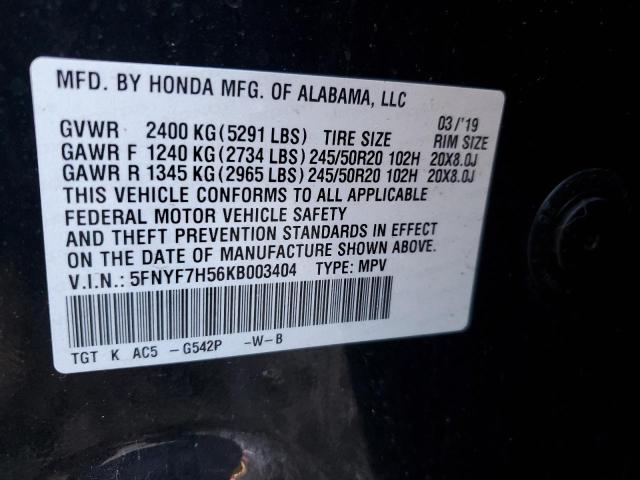 MFD. BY HONDA MFG. OF ALABAMA, LLC
03/'19
GVWR 2400 KG (5291 LBS) TIRE SIZE RIM SIZE
GAWR F 1240 KG (2734 LBS) 245/50R20 102H 20X8.0J
GAWR R 1345 KG (2965 LBS) 245/50R20 102H 20X8.0J
THIS VEHICLE CONFORMS TO ALL APPLICABLE
FEDERAL MOTOR VEHICLE SAFETY
AND THEFT PREVENTION STANDARDS IN EFFECT
ON THE DATE OF MANUFACTURE SHOWN ABOVE.
V.I.N.: 5FNYF7H56KB003404 TYPE: MPV
TGT K AC5 -G542P -W-B